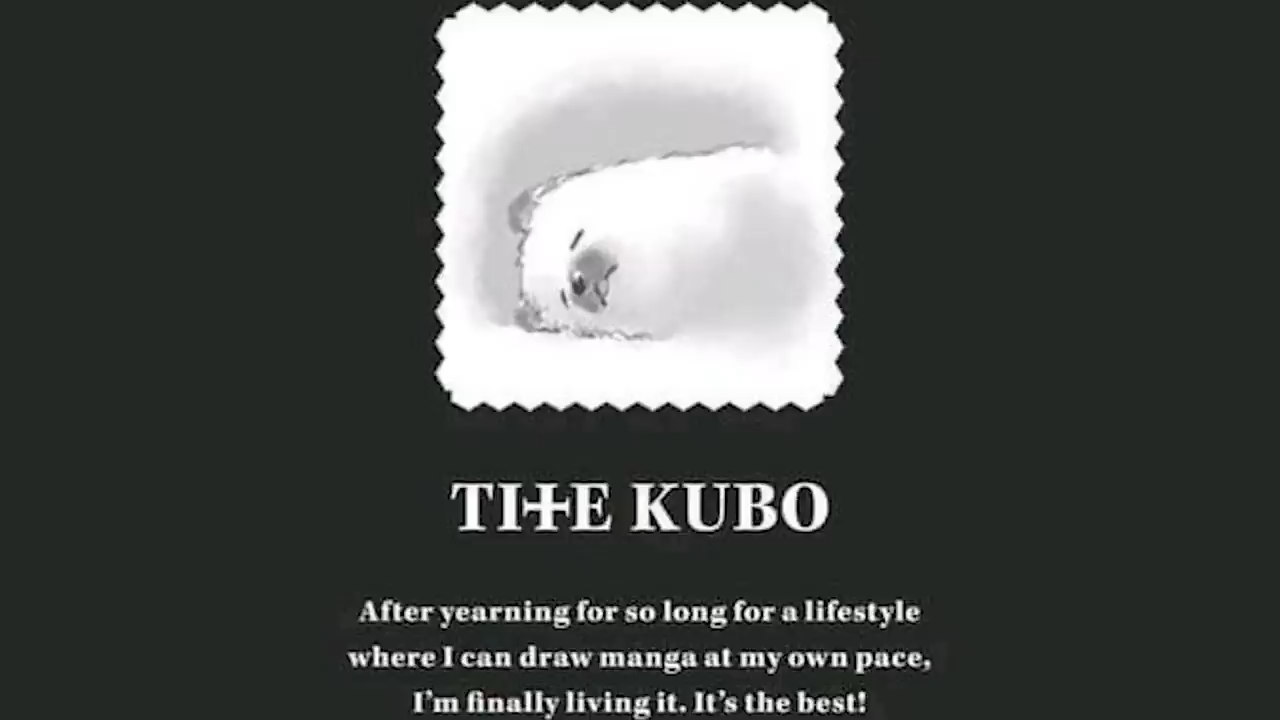 TITE KUBO
After yearning for so long for a lifestyle
where I can draw manga at my own pace,
I’m finally living it. It’s the best!